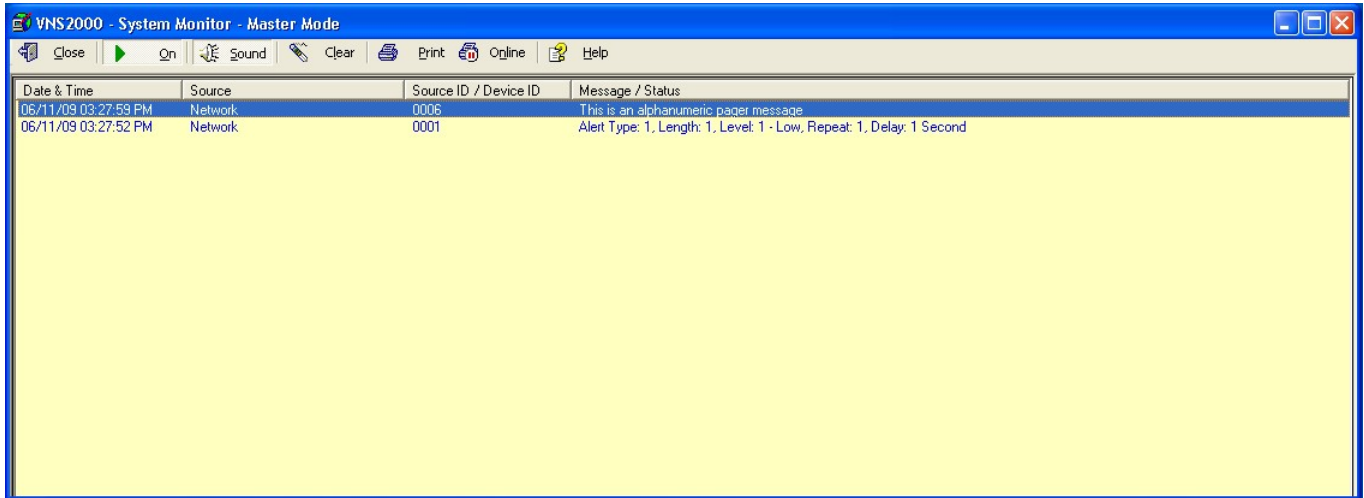 VNS2000 - System Monitor - Master Mode
Close On Sound Clear Print Online Help
Date & Time Source Source ID / Device ID Message / Status
06/11/09 03:27:59 PM Network 0006 This is an alphanumeric pager message
06/11/09 03:27:52 PM Network 0001 Alert Type: 1, Length: 1, Level: 1 - Low, Repeat: 1, Delay: 1 Second